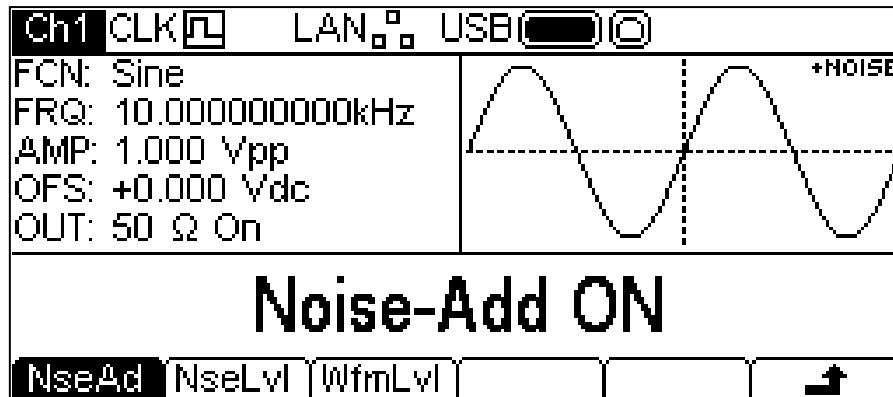 Ch1 CLK LAN USB
FCN: Sine
FRQ: 10.000000000kHz
AMP: 1.000 Vpp
OFS: +0.000 Vdc
OUT: 50 Ω On
+NOISE
Noise-Add ON
NseAd NseLvl WfmLvl